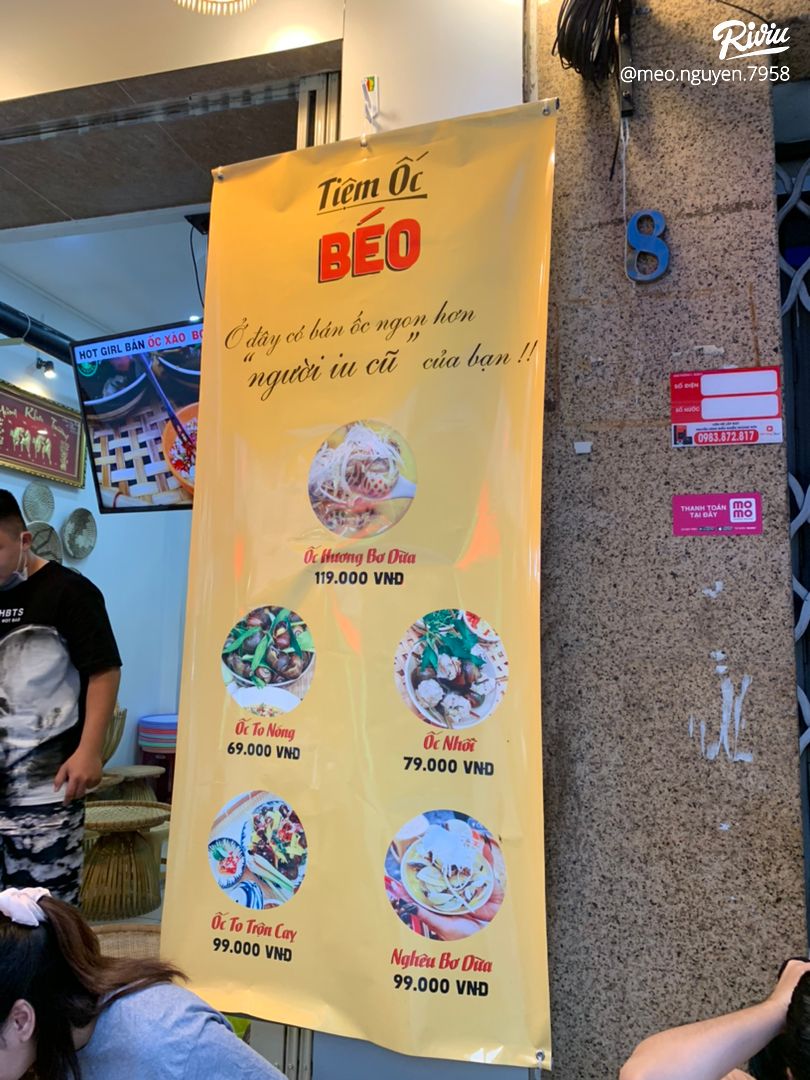 Riviu
@meo.nguyen.7958
Tiệm Ốc
BÉO
Ở đây có bán ốc ngon hơn
"người iu cũ" của bạn !!
Ốc Hương Bơ Dừa
119.000 VNĐ
Ốc To Nóng
69.000 VNĐ
Ốc Nhồi
79.000 VNĐ
Ốc To Trộn Cay
99.000 VNĐ
Nghêu Bơ Dừa
99.000 VNĐ
HOT GIRL BÁN ỐC XÀO
HBTS
8
SỐ ĐIỆN
SỐ NƯỚC
0983.872.817
THANH TOÁN
TẠI ĐÂY
mo
mo